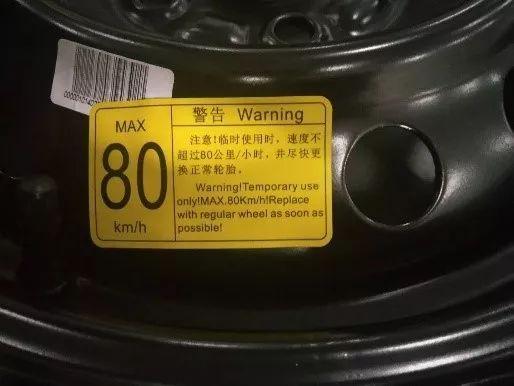 MAX
80
km/h
警告 Warning
注意!临时使用时，速度不
超过80公里/小时，并尽快更
换正常轮胎。
Warning!Temporary use
only!MAX.80Km/h!Replace
with regular wheel as soon as
possible!